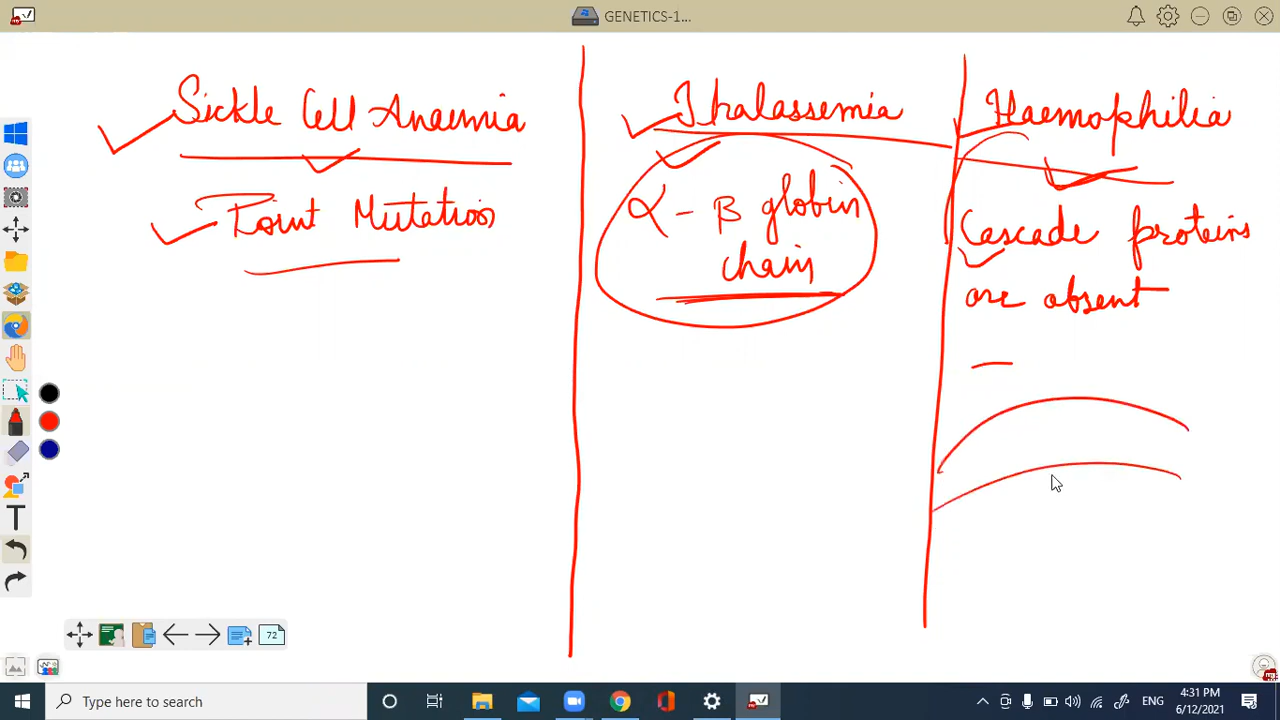 GENETICS-1...
Sickle Cell Anaemia
Point Mutation
Thalassemia
α - β globin
chain
Haemophilia
Cascade proteins
are absent
T
72
Type here to search
ENG
4:31 PM
6/12/2021